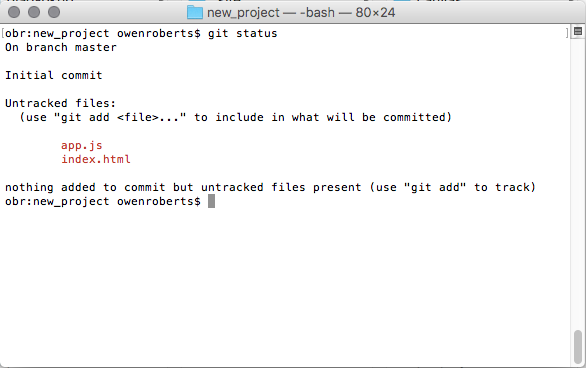 new_project — -bash — 80×24
[obr:new_project owenroberts$ git status ]
On branch master
Initial commit
Untracked files:
(use "git add <file>..." to include in what will be committed)
app.js
index.html
nothing added to commit but untracked files present (use "git add" to track)
obr:new_project owenroberts$